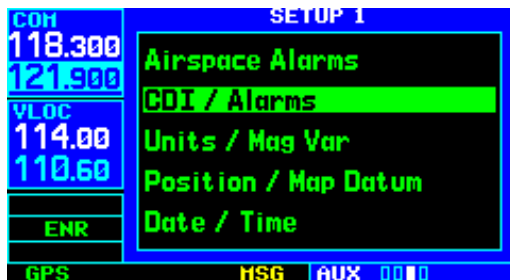 COM
118.300
121.900
VLOC
114.00
110.60
ENR
GPS
SETUP 1
Airspace Alarms
CDI / Alarms
Units / Mag Var
Position / Map Datum
Date / Time
MSG
AUX